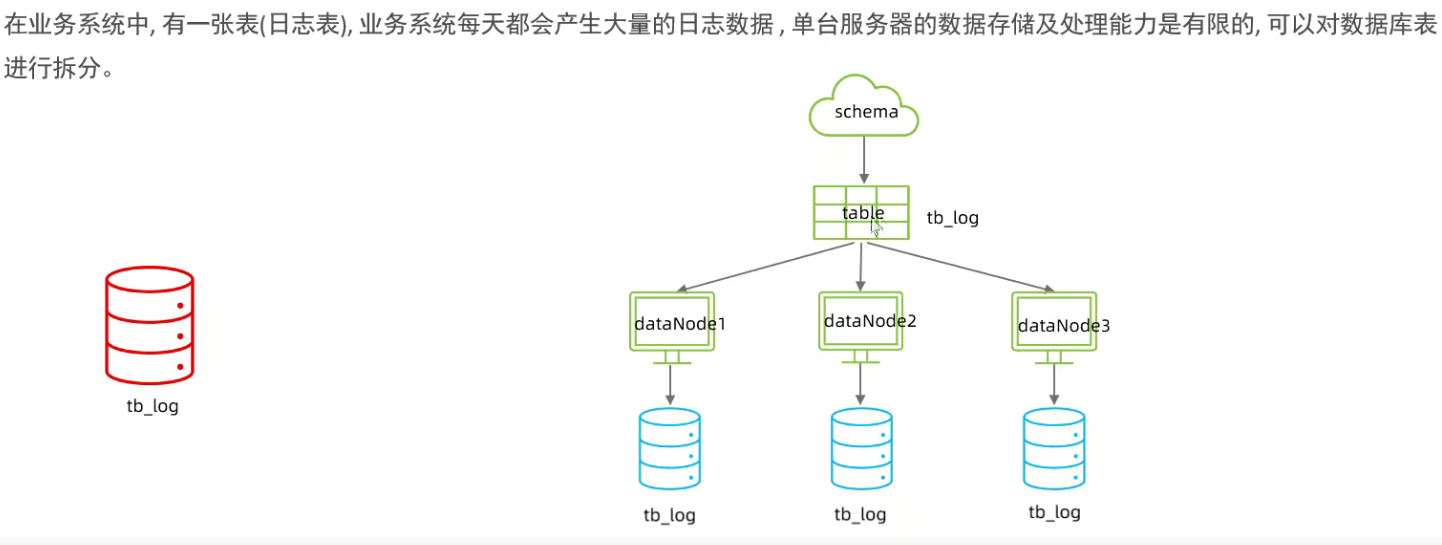 在业务系统中, 有一张表(日志表), 业务系统每天都会产生大量的日志数据 , 单台服务器的数据存储及处理能力是有限的, 可以对数据库表
进行拆分。
schema
table
tb_log
dataNode1
dataNode2
dataNode3
tb_log
tb_log
tb_log
tb_log